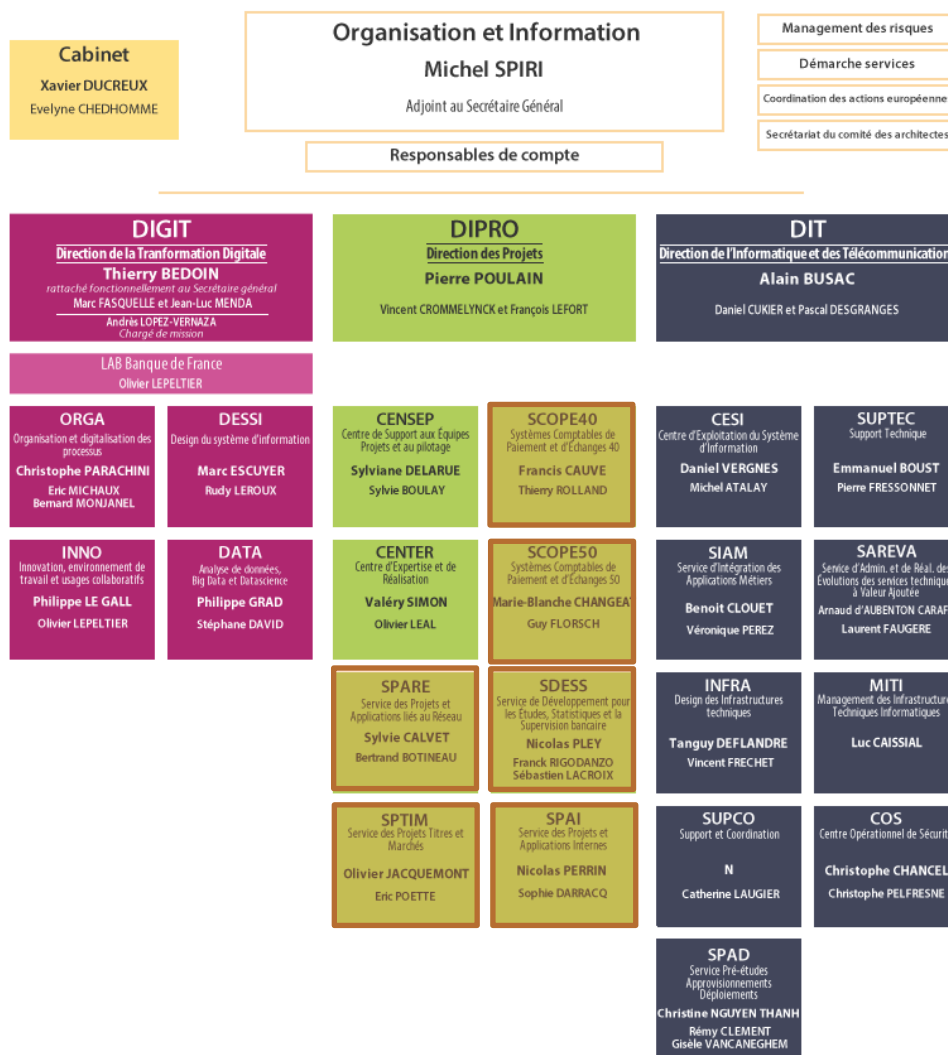 Cabinet
Xavier DUCREUX
Evelyne CHEDHOMME
Organisation et Information
Michel SPIRI
Adjoint au Secrétaire Général
Management des risques
Démarche services
Coordination des actions européenne
Secrétariat du comité des architectes
Responsables de compte
DIGIT
Direction de la Tranformation Digitale
Thierry BEDOIN
rattaché fonctionnellement au Secrétaire général
Marc FASQUELLE et Jean-Luc MENDA
Andrès LOPEZ-VERNAZA
Chargé de mission
LAB Banque de France
Olivier LEPELTIER
ORGA
Organisation et digitalisation des
processus
Christophe PARACHINI
Eric MICHAUX
Bernard MONJANEL
DESSI
Design du système d'information
Marc ESCUYER
Rudy LEROUX
INNO
Innovation, environnement de
travail et usages collaboratifs
Philippe LE GALL
Olivier LEPELTIER
DATA
Analyse de données,
Big Data et Datascience
Philippe GRAD
Stéphane DAVID
DIPRO
Direction des Projets
Pierre POULAIN
Vincent CROMMELYNCK et François LEFORT
CENSEP
Centre de Support aux Équipes
Projets et au pilotage
Sylviane DELARUE
Sylvie BOULAY
SCOPE40
Systèmes Comptables de
Paiement et d'Échanges 40
Francis CAUVE
Thierry ROLLAND
CENTER
Centre d'Expertise et de
Réalisation
Valéry SIMON
Olivier LEAL
SCOPE50
Systèmes Comptables de
Paiement et d'Échanges 50
Marie-Blanche CHANGEA
Guy FLORSCH
SPARE
Service des Projets et
Applications liés au Réseau
Sylvie CALVET
Bertrand BOTINEAU
SDESS
Service de Développement pour
les Études, Statistiques et la
Supervision bancaire
Nicolas PLEY
Franck RIGODANZO
Sébastien LACROIX
SPTIM
Service des Projets Titres et
Marchés
Olivier JACQUEMONT
Eric POETTE
SPAI
Service des Projets et
Applications Internes
Nicolas PERRIN
Sophie DARRACQ
DIT
Direction de l'Informatique et des Télécommunication
Alain BUSAC
Daniel CUKIER et Pascal DESGRANGES
CESI
Centre d'Exploitation du Système
d'Information
Daniel VERGNES
Michel ATALAY
SUPTEC
Support Technique
Emmanuel BOUST
Pierre FRESSONNET
SIAM
Service d'Intégration des
Applications Métiers
Benoit CLOUET
Véronique PEREZ
SAREVA
Service d'Admin. et de Réal. des
Évolutions des services technique
à Valeur Ajoutée
Arnaud d'AUBENTON CARAF
Laurent FAUGERE
INFRA
Design des Infrastructures
techniques
Tanguy DEFLANDRE
Vincent FRECHET
MITI
Management des Infrastructure
Techniques Informatiques
Luc CAISSIAL
SUPCO
Support et Coordination
N
Catherine LAUGIER
COS
Centre Opérationnel de Sécurit
Christophe CHANCEL
Christophe PELFRESNE
SPAD
Service Pré-études
Approvisionnements
Déploiements
Christine NGUYEN THANH
Rémy CLEMENT
Gisèle VANCANEGHEM